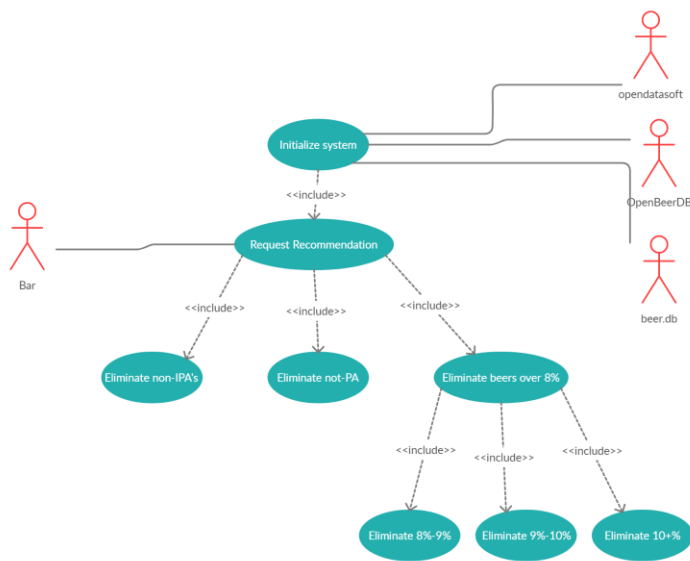 opendatasoft
Initialize system
<<include>>
OpenBeerDB
Request Recommendation
Bar
<<include>>
<<include>>
<<include>>
beer.db
Eliminate non-IPA's
Eliminate not-PA
Eliminate beers over 8%
<<include>>
<<include>>
<<include>>
Eliminate 8%-9%
Eliminate 9%-10%
Eliminate 10+%